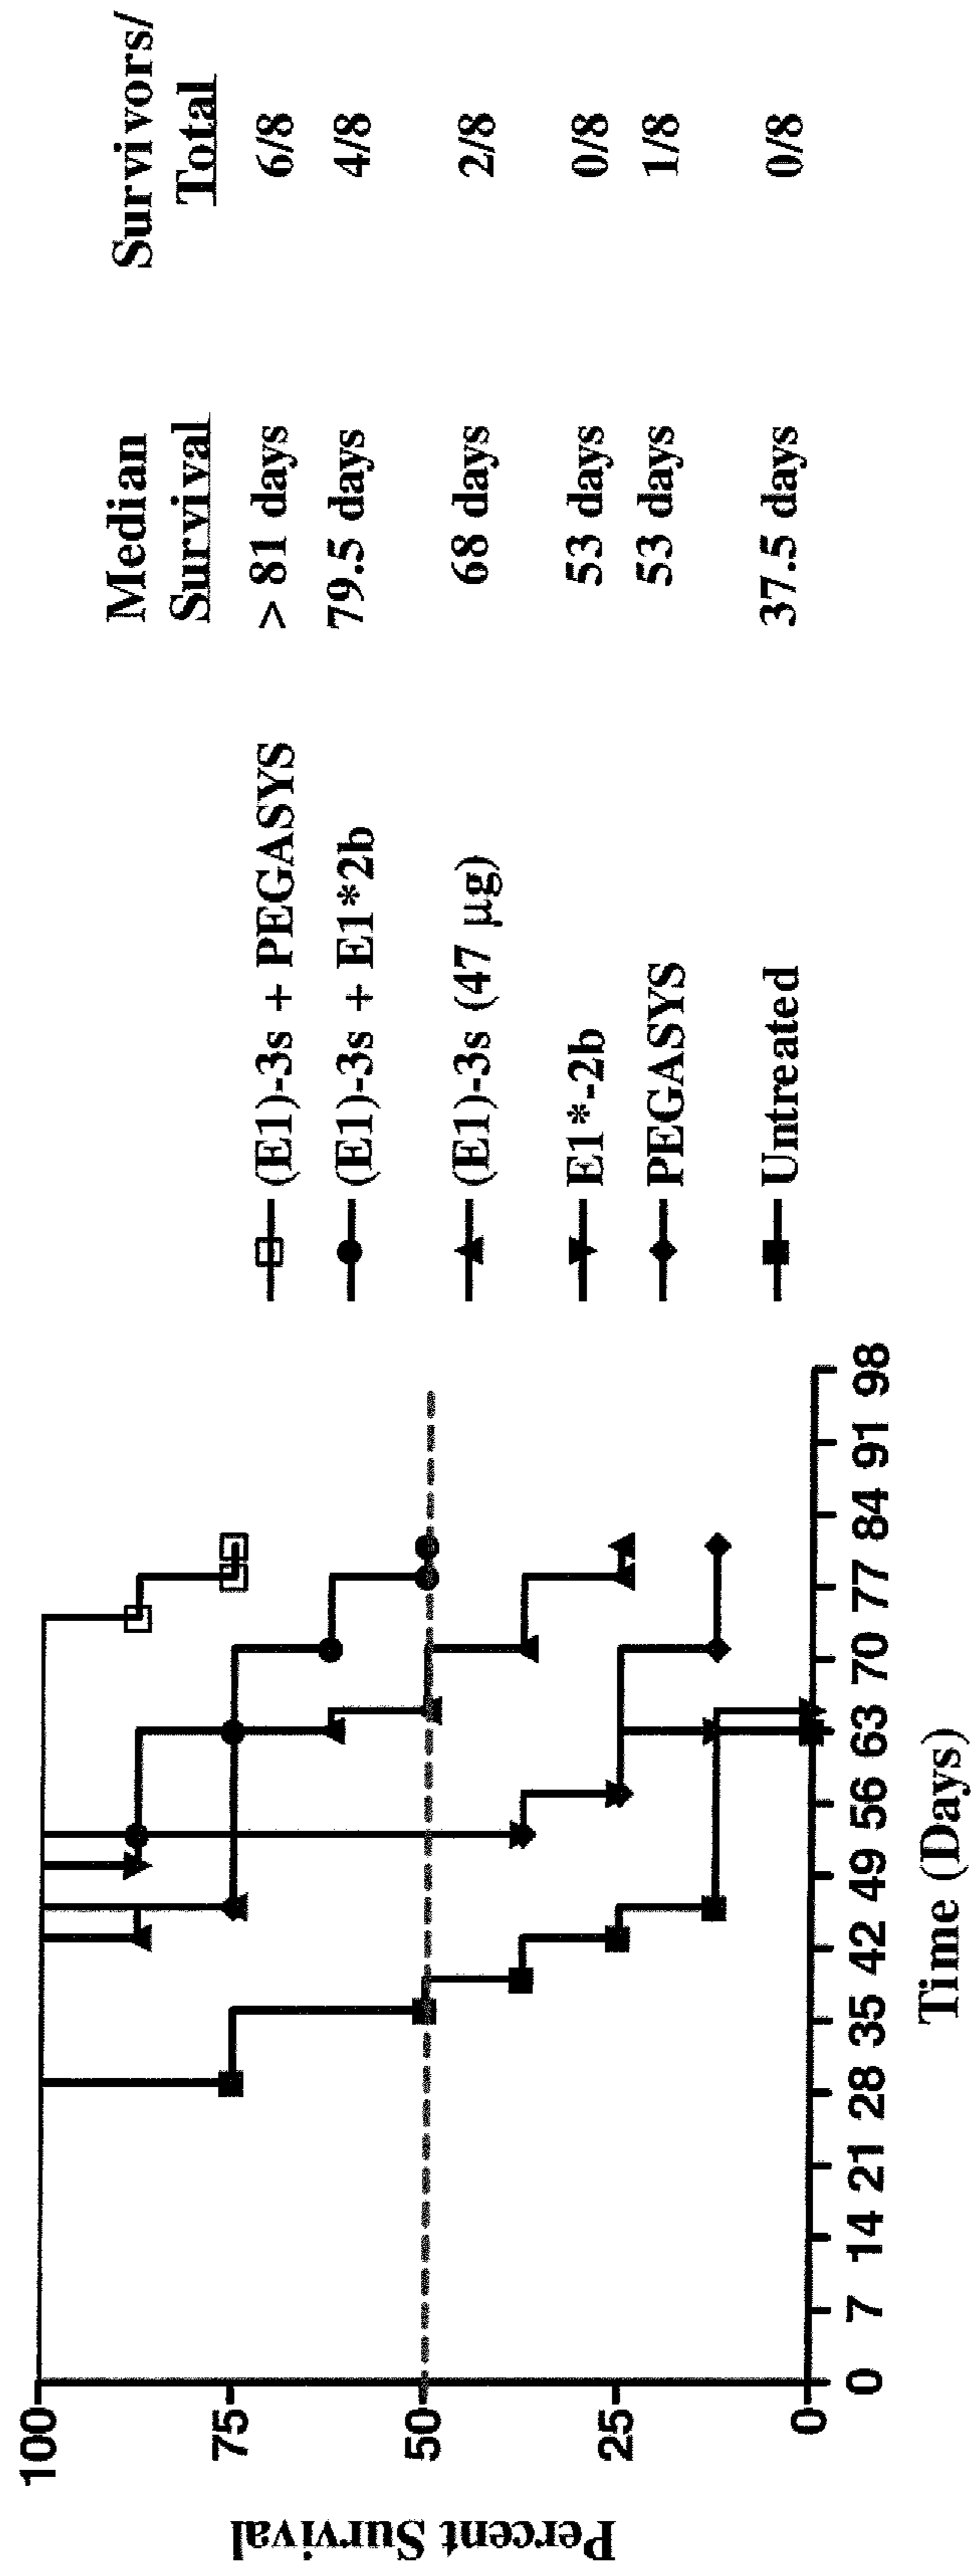 Percent Survival
100
75
50
25
0
0 7 14 21 28 35 42 49 56 63 70 77 84 91 98
Time (Days)
Median Survival/
Survival Total
(E1)-3s + PEGASYS > 81 days 6/8
(E1)-3s + E1*2b 79.5 days 4/8
(E1)-3s (47 µg) 68 days 2/8
E1*-2b 53 days 0/8
PEGASYS 53 days 1/8
Untreated 37.5 days 0/8